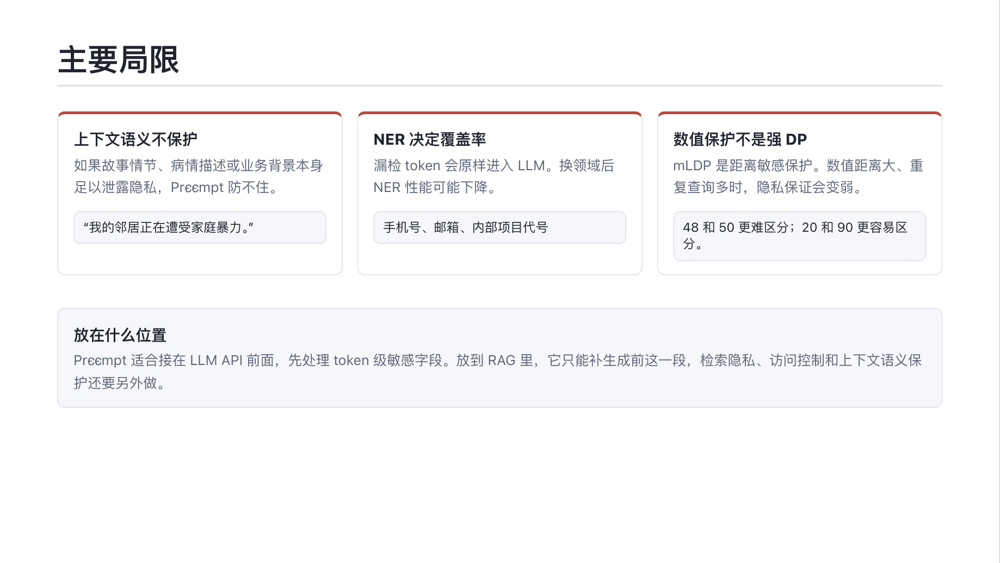 主要局限
上下文语义不保护
如果故事情节、病情描述或业务背景本身
足以泄露隐私，Prϵϵmpt 防不住。
“我的邻居正在遭受家庭暴力。”
NER 决定覆盖率
漏检 token 会原样进入 LLM。换领域后
NER 性能可能下降。
手机号、邮箱、内部项目代号
数值保护不是强 DP
mLDP 是距离敏感保护。数值距离大、重
复查询多时，隐私保证会变弱。
48 和 50 更难区分；20 和 90 更容易区
分。
放在什么位置
Prϵϵmpt 适合接在 LLM API 前面，先处理 token 级敏感字段。放到 RAG 里，它只能补生成前这一段，检索隐私、访问控制和上下文语义保
护还要另外做。